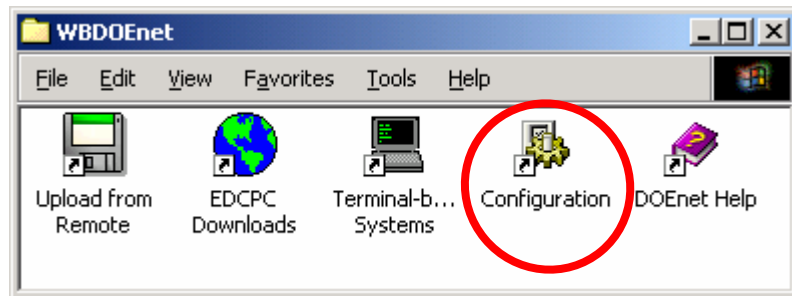 WBDOEnet
File Edit View Favorites Tools Help
Upload from Remote
EDCPC Downloads
Terminal-b... Systems
Configuration
DOEnet Help